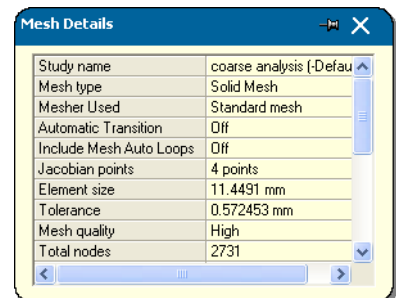 Mesh Details
Study name coarse analysis (-Defau
Mesh type Solid Mesh
Mesher Used Standard mesh
Automatic Transition Off
Include Mesh Auto Loops Off
Jacobian points 4 points
Element size 11.4491 mm
Tolerance 0.572453 mm
Mesh quality High
Total nodes 2731